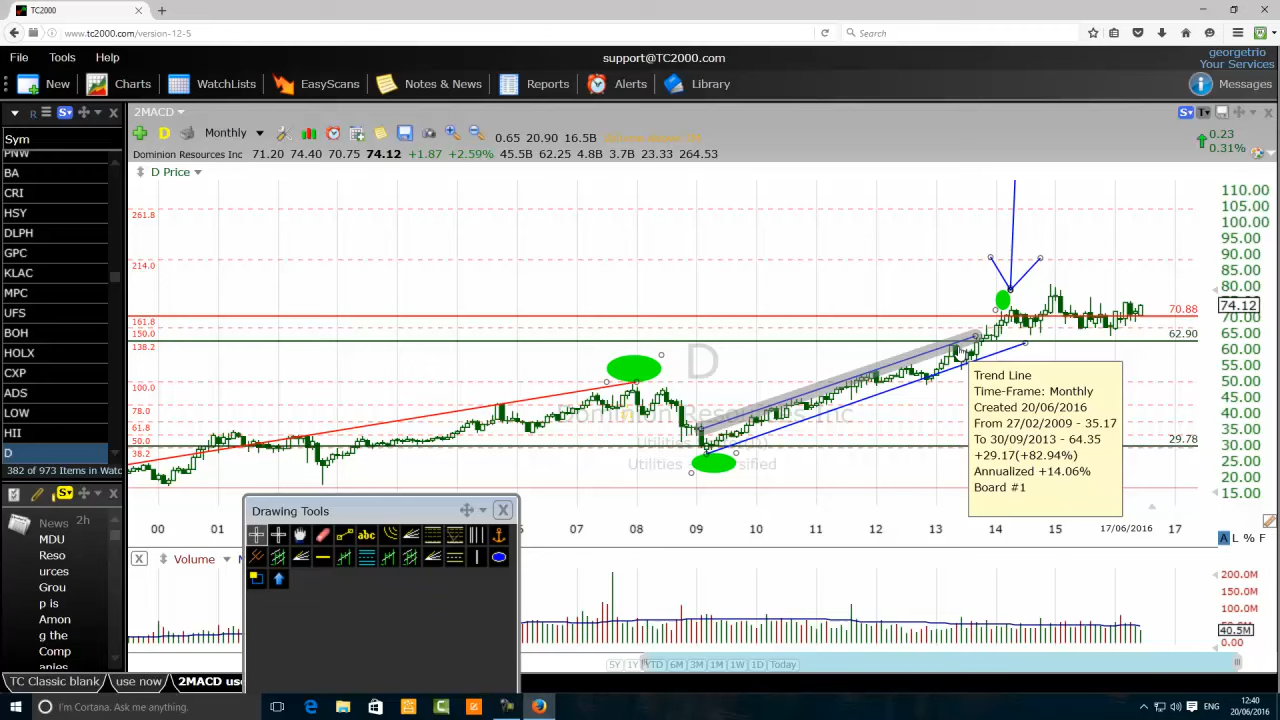 TC2000
www.tc2000.com/version-12-5
Search
File Tools Help
support@TC2000.com
georgetrio
Your Services
New Charts WatchLists EasyScans Notes & News Reports Alerts Library Messages
2MACD
D Monthly 0.65 20.90 16.5B
0.23
0.31%
Dominion Resources Inc 71.20 74.40 70.75 74.12 +1.87 +2.59% 45.5B 62.25 4.8B 3.7B 23.33 264.53
D Price
Sym
PNW
BA
CRI
HSY
DLPH
GPC
KLAC
MPC
UFS
BOH
HOLX
CXP
ADS
LOW
HII
D
382 of 973 Items in Watc
261.8
214.0
161.8
150.0
138.2
100.0
78.0
61.8
50.0
38.2
D
Dominion Resources Inc
70.88
62.90
29.78
110.00
105.00
100.00
95.00
90.00
85.00
80.00
74.12
70.00
65.00
60.00
55.00
50.00
45.00
40.00
35.00
30.00
25.00
20.00
15.00
Trend Line
Time-Frame: Monthly
Created 20/06/2016
From 27/02/2009 - 35.17
To 30/09/2013 - 64.35
+29.17(+82.94%)
Annualized +14.06%
Board #1
00 01 07 08 09 10 11 12 13 14 15 17/06/2016 17
A L % F
Drawing Tools
abc
News 2h
MDU
Reso
urces
Grou
p is
Amon
g the
Comp
anies
Volume
200.0M
150.0M
100.0M
40.5M
0.00
5Y 1Y YTD 6M 3M 1M 1W 1D Today
TC Classic blank use now 2MACD use
I'm Cortana. Ask me anything.
ENG
12:40
20/06/2016